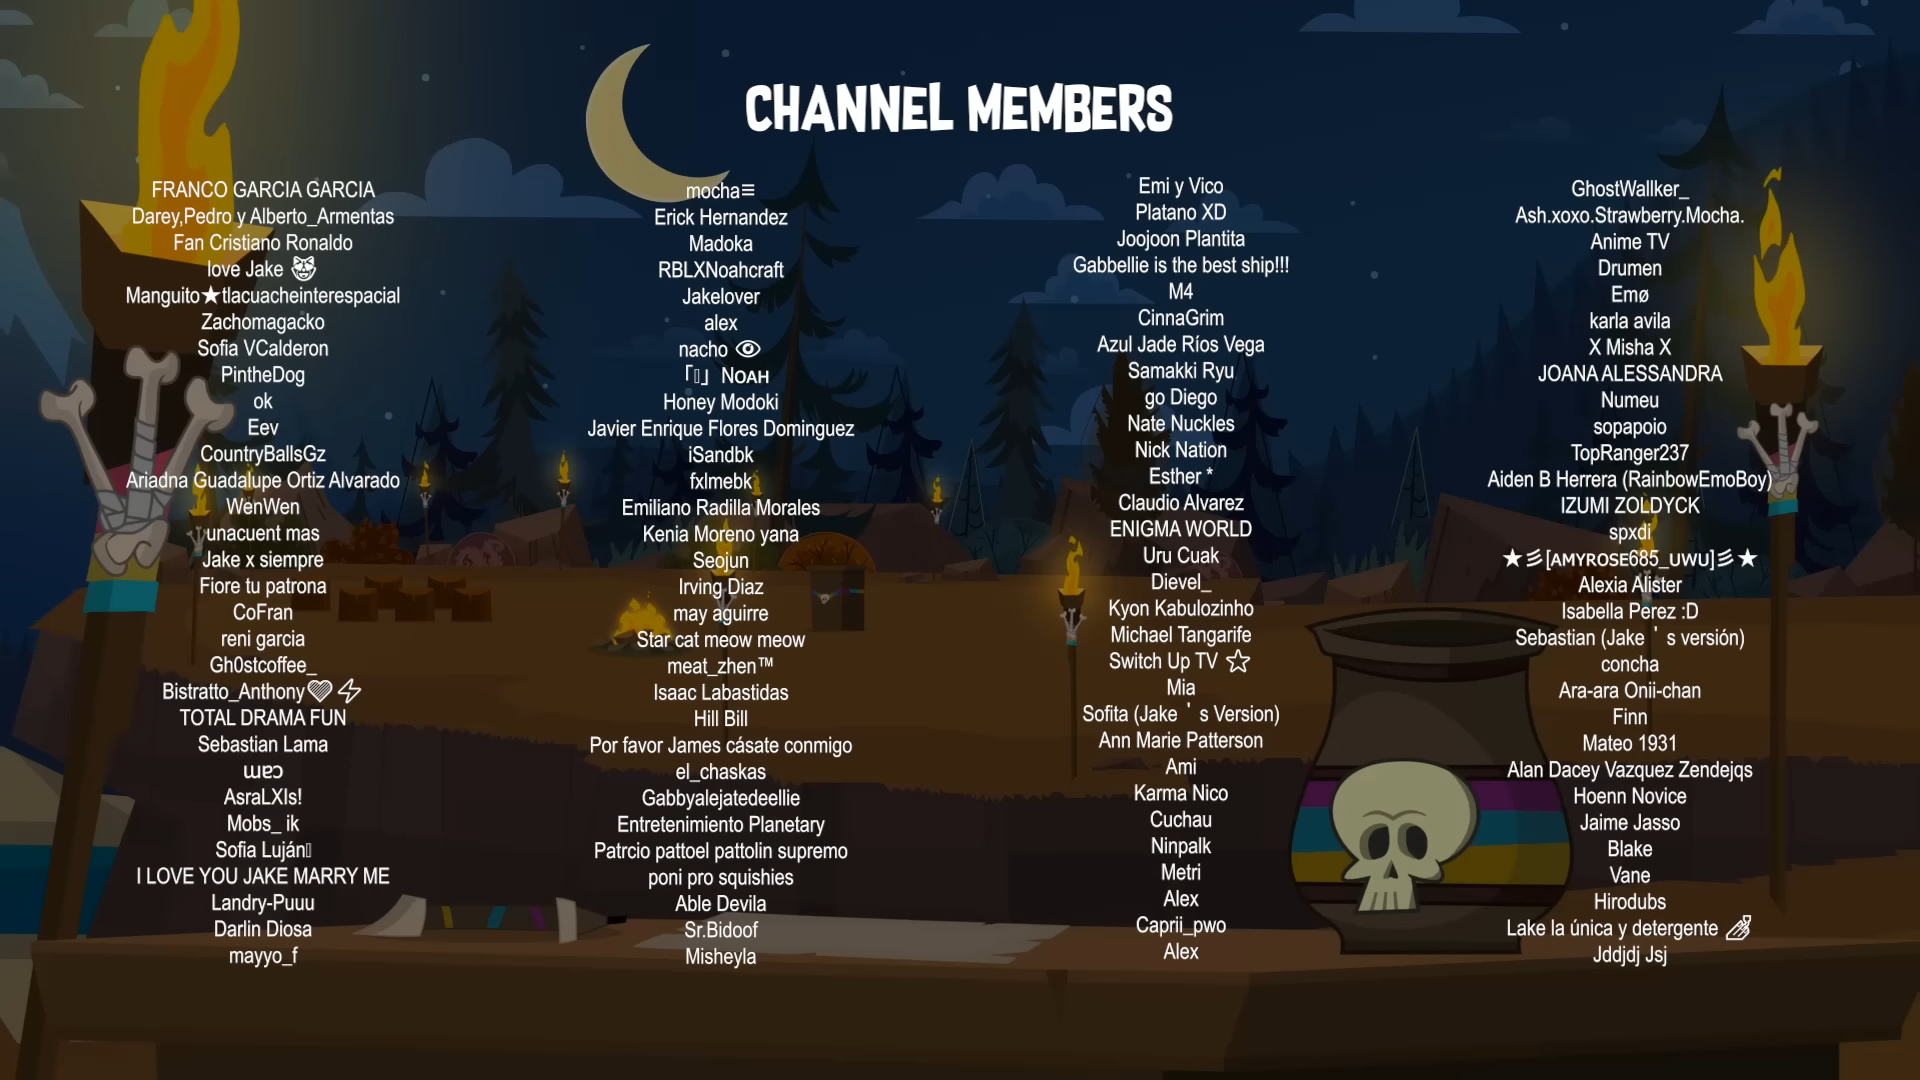 CHANNEL MEMBERS
FRANCO GARCIA GARCIA
Darey,Pedro y Alberto_Armentas
Fan Cristiano Ronaldo
love Jake 😻
Manguito★tlacuacheinterespacial
Zachomagacko
Sofia VCalderon
PintheDog
ok
Eev
CountryBallsGz
Ariadna Guadalupe Ortiz Alvarado
WenWen
unacuent mas
Jake x siempre
Fiore tu patrona
CoFran
reni garcia
Gh0stcoffee_
Bistratto_Anthony💜⚡
TOTAL DRAMA FUN
Sebastian Lama
ɯɐɔ
AsraLXIs!
Mobs_ ik
Sofia Luján▯
I LOVE YOU JAKE MARRY ME
Landry-Puuu
Darlin Diosa
mayyo_f
mocha≡
Erick Hernandez
Madoka
RBLXNoahcraft
Jakelover
alex
nacho 👁
「▯」 Nᴏᴀʜ
Honey Modoki
Javier Enrique Flores Dominguez
iSandbk
fxlmebk
Emiliano Radilla Morales
Kenia Moreno yana
Seojun
Irving Diaz
may aguirre
Star cat meow meow
meat_zhen™
Isaac Labastidas
Hill Bill
Por favor James cásate conmigo
el_chaskas
Gabbyalejatedeellie
Entretenimiento Planetary
Patrcio pattoel pattolin supremo
poni pro squishies
Able Devila
Sr.Bidoof
Misheyla
Emi y Vico
Platano XD
Joojoon Plantita
Gabbellie is the best ship!!!
M4
CinnaGrim
Azul Jade Ríos Vega
Samakki Ryu
go Diego
Nate Nuckles
Nick Nation
Esther *
Claudio Alvarez
ENIGMA WORLD
Uru Cuak
Dievel_
Kyon Kabulozinho
Michael Tangarife
Switch Up TV ☆
Mia
Sofita (Jake＇s Version)
Ann Marie Patterson
Ami
Karma Nico
Cuchau
Ninpalk
Metri
Alex
Caprii_pwo
Alex
GhostWallker_
Ash.xoxo.Strawberry.Mocha.
Anime TV
Drumen
Emø
karla avila
X Misha X
JOANA ALESSANDRA
Numeu
sopapoio
TopRanger237
Aiden B Herrera (RainbowEmoBoy)
IZUMI ZOLDYCK
spxdi
★彡[ᴀᴍʏʀᴏsᴇ685_ᴜᴡᴜ]彡★
Alexia Alister
Isabella Perez :D
Sebastian (Jake＇s versión)
concha
Ara-ara Onii-chan
Finn
Mateo 1931
Alan Dacey Vazquez Zendejqs
Hoenn Novice
Jaime Jasso
Blake
Vane
Hirodubs
Lake la única y detergente 💅
Jddjdj Jsj